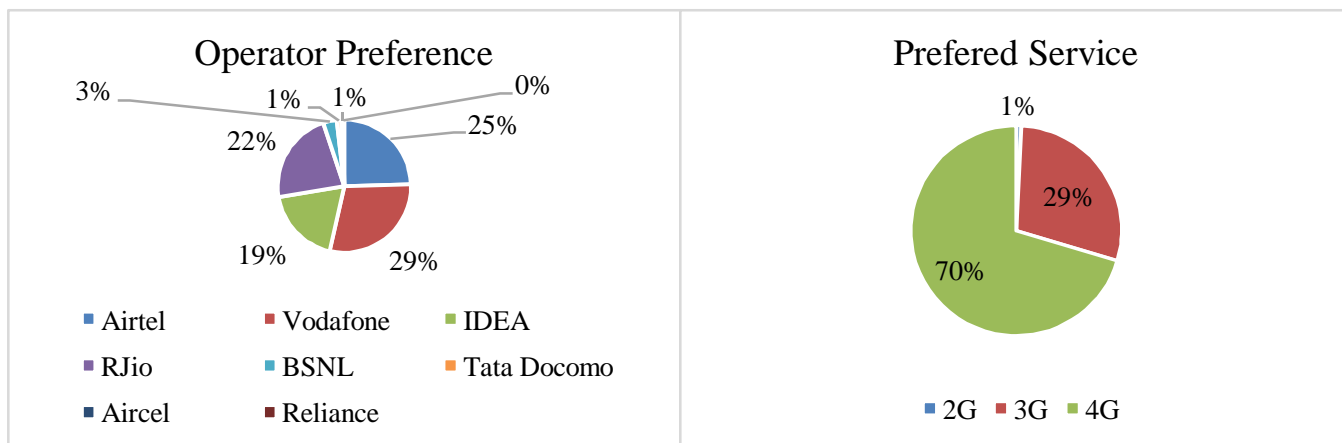 Operator Preference
3%
1%
1%
0%
25%
22%
19%
29%
Airtel
Vodafone
IDEA
RJio
BSNL
Tata Docomo
Aircel
Reliance
Prefered Service
1%
29%
70%
2G
3G
4G